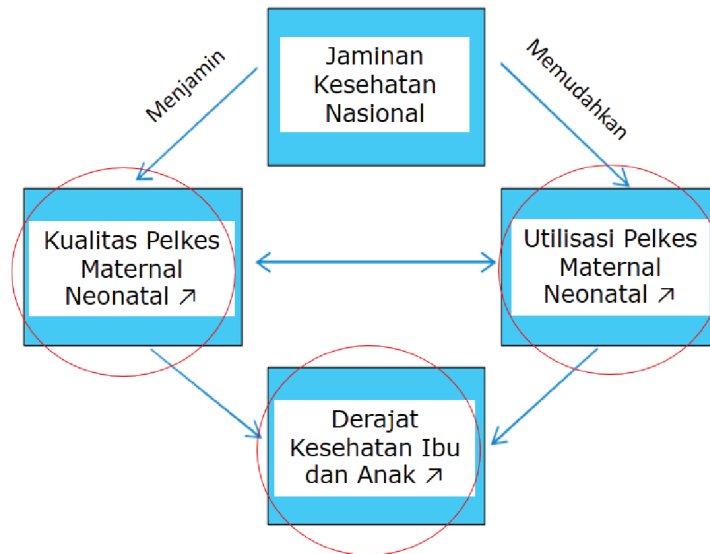 Jaminan
Kesehatan
Nasional
Menjamin
Memudahkan
Kualitas Pelkes
Maternal
Neonatal ↗
Utilisasi Pelkes
Maternal
Neonatal ↗
Derajat
Kesehatan Ibu
dan Anak ↗